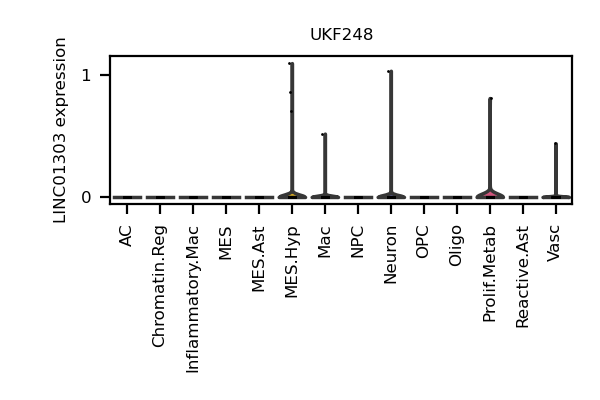 UKF248
LINC01303 expression
1
0
AC
Chromatin.Reg
Inflammatory.Mac
MES
MES.Ast
MES.Hyp
Mac
NPC
Neuron
OPC
Oligo
Prolif.Metab
Reactive.Ast
Vasc